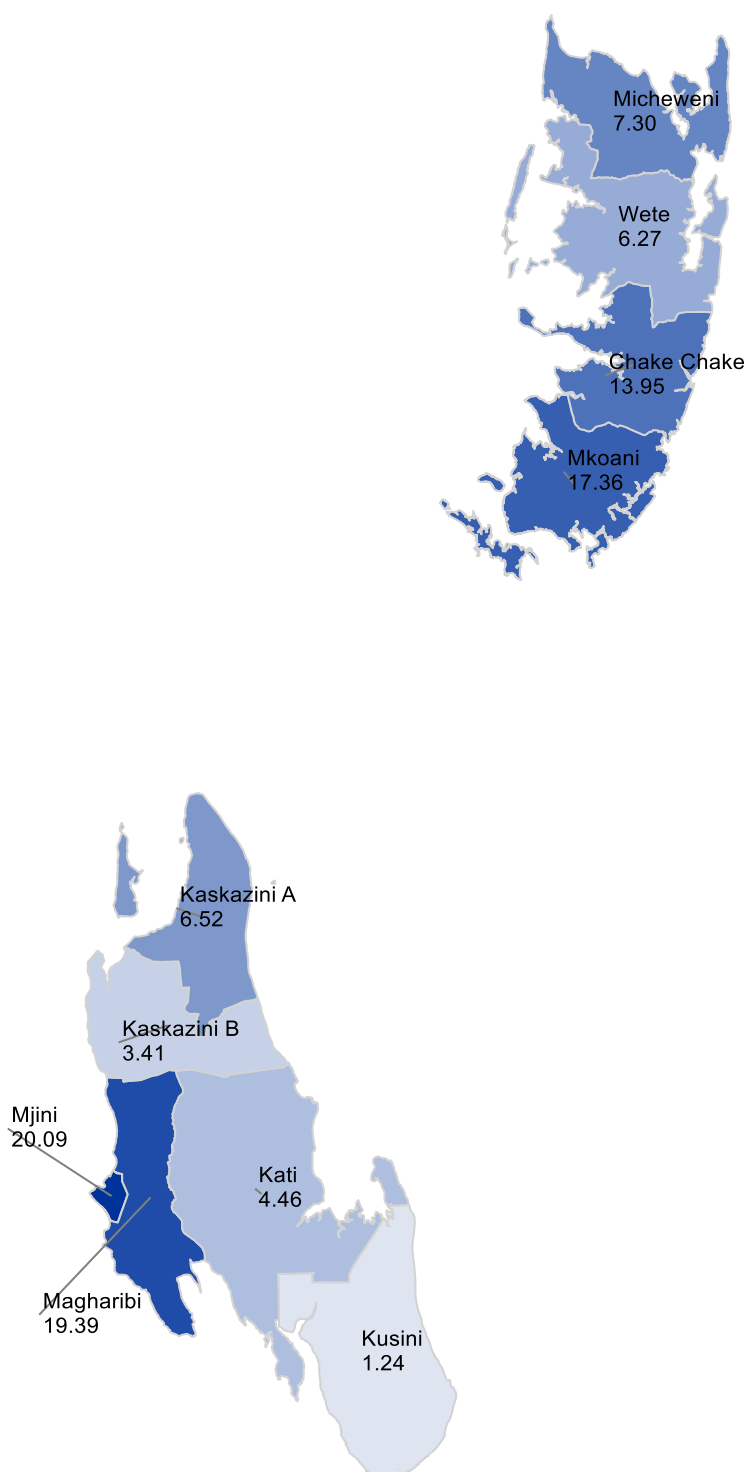 Micheweni
7.30
Wete
6.27
Chake Chake
13.95
Mkoani
17.36
Kaskazini A
6.52
Kaskazini B
3.41
Mjini
20.09
Kati
4.46
Magharibi
19.39
Kusini
1.24